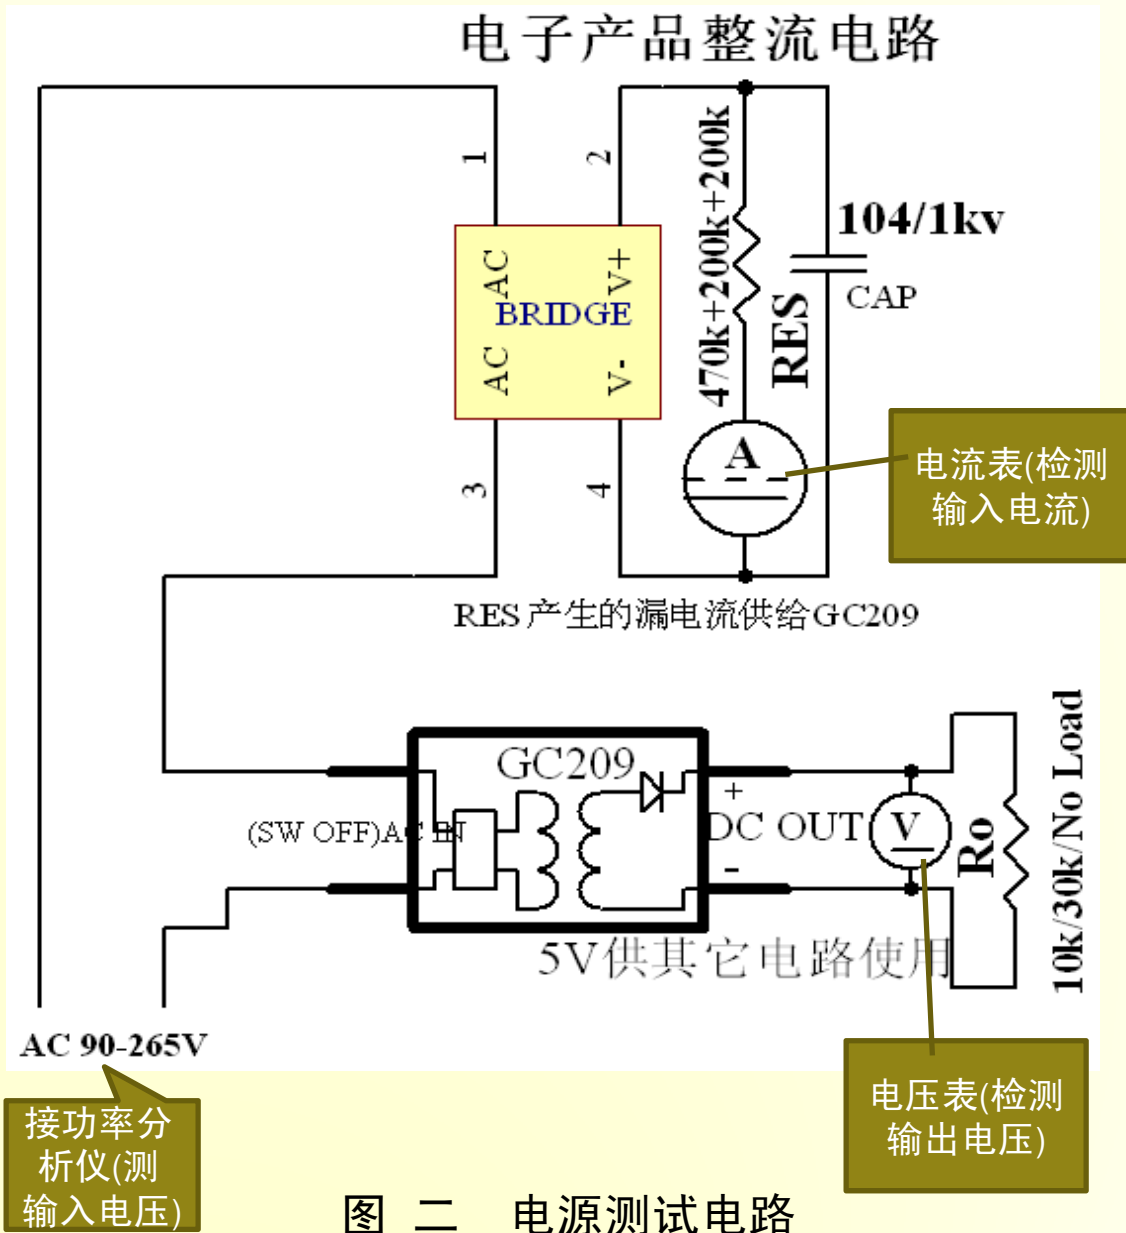 电子产品整流电路
1
2
470k+200k+200k
104/1kv
AC
V+
BRIDGE
CAP
RES
AC
V-
A
电流表(检测
输入电流)
3
4
RES 产生的漏电流供给GC209
GC209
+
(SW OFF)AC IN
DC OUT
V
Ro
10k/30k/No Load
-
5V供其它电路使用
AC 90-265V
接功率分
析仪(测
输入电压)
电压表(检测
输出电压)
图 二 电源测试电路